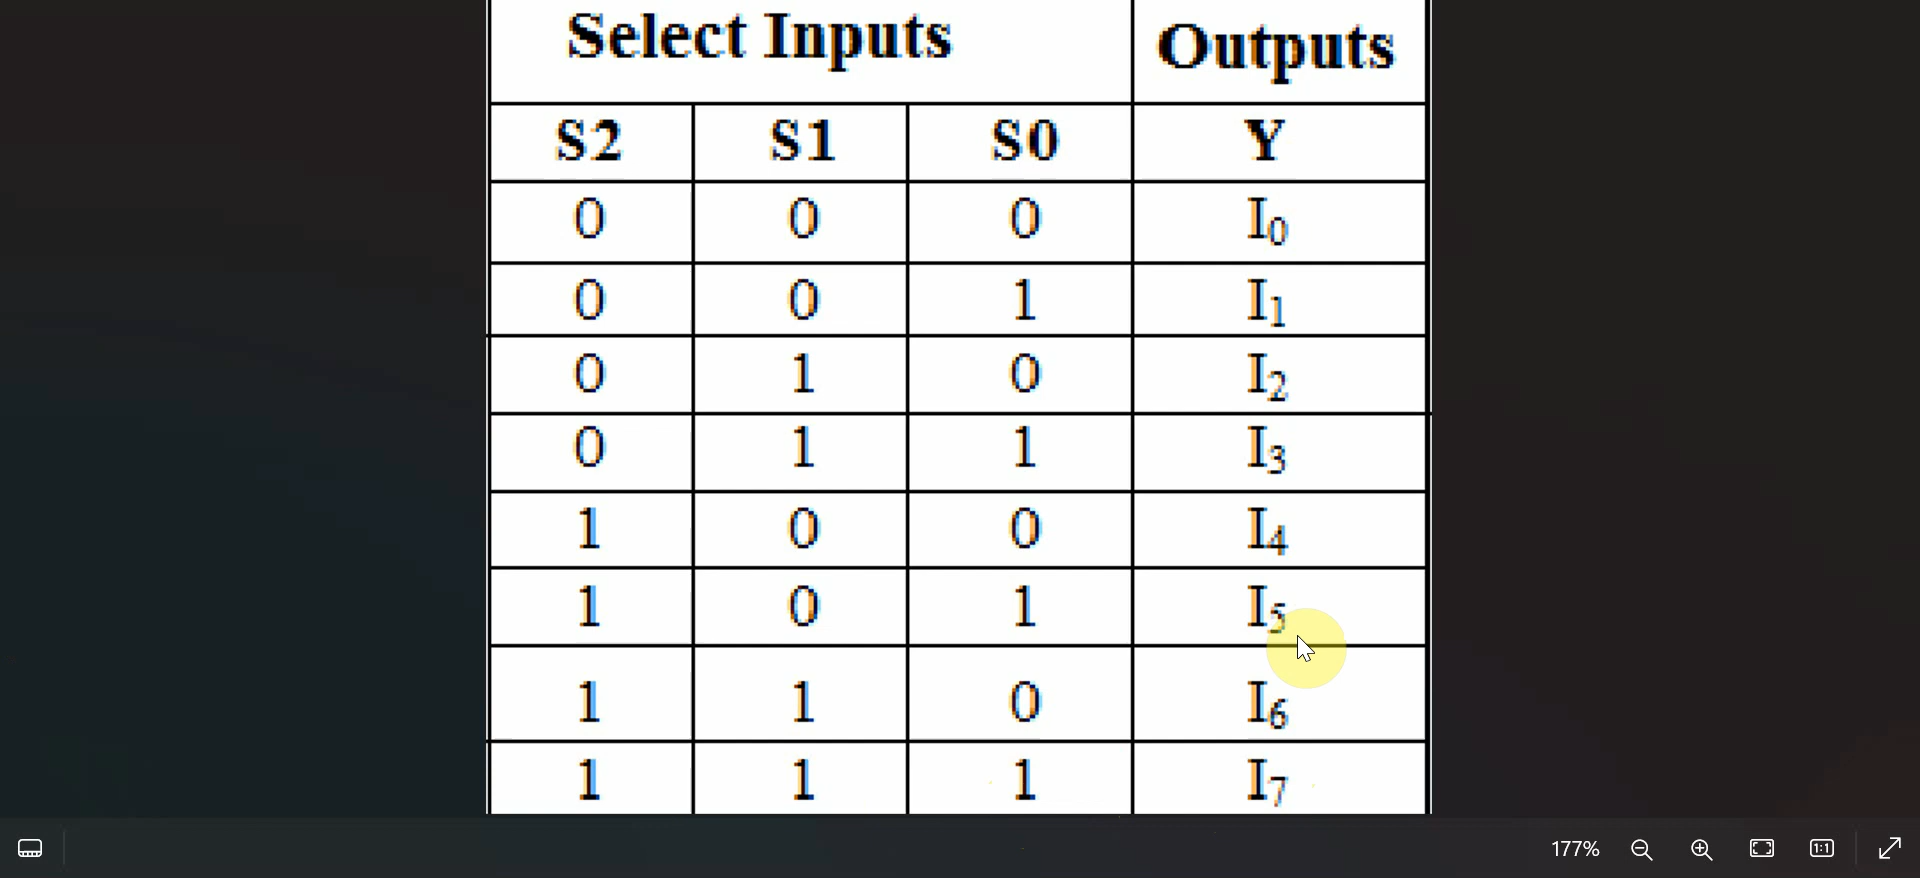 Select Inputs Outputs
S2 S1 S0 Y
0 0 0 I₀
0 0 1 I₁
0 1 0 I₂
0 1 1 I₃
1 0 0 I₄
1 0 1 I₅
1 1 0 I₆
1 1 1 I₇
177% 1:1